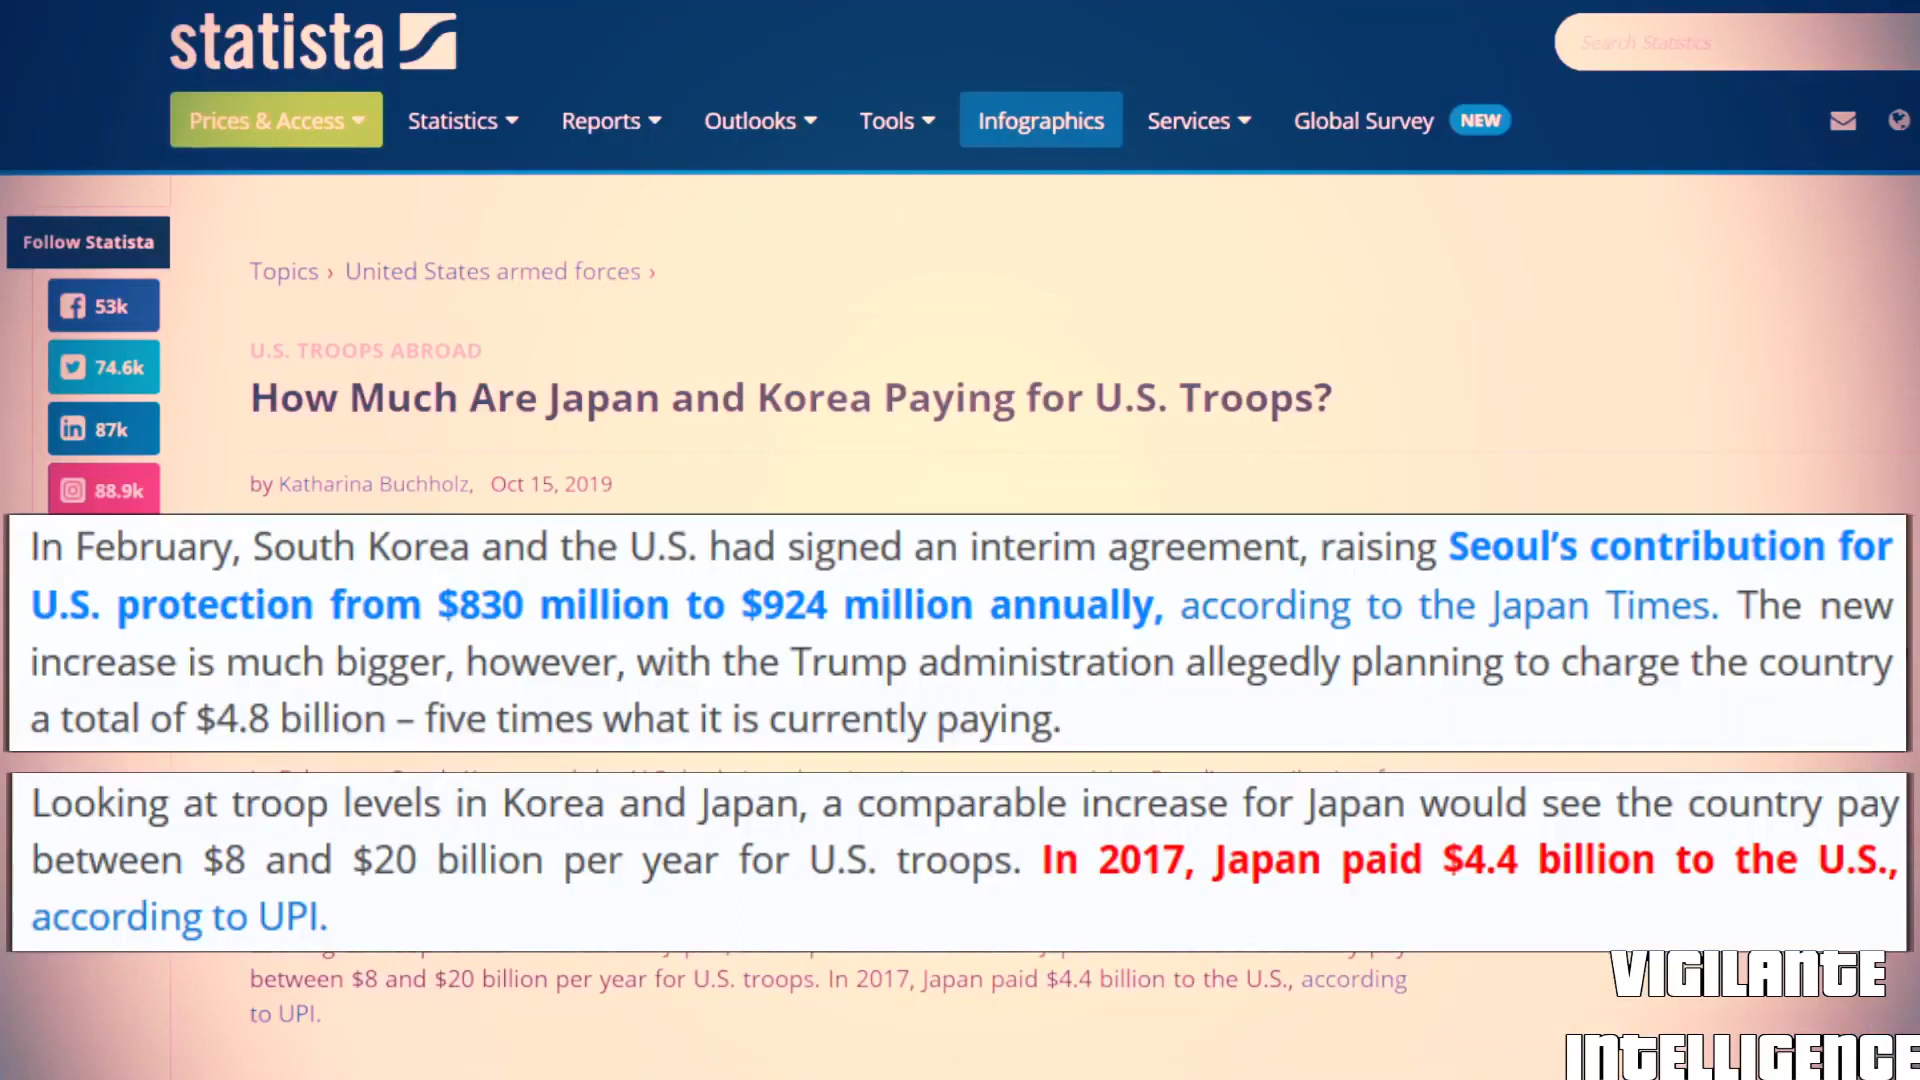 statista
Search Statistics
Prices & Access Statistics Reports Outlooks Tools Infographics Services Global Survey NEW
Follow Statista
53k
74.6k
87k
88.9k
Topics › United States armed forces ›
U.S. TROOPS ABROAD
How Much Are Japan and Korea Paying for U.S. Troops?
by Katharina Buchholz, Oct 15, 2019
In February, South Korea and the U.S. had signed an interim agreement, raising Seoul’s contribution for
U.S. protection from $830 million to $924 million annually, according to the Japan Times. The new
increase is much bigger, however, with the Trump administration allegedly planning to charge the country
a total of $4.8 billion – five times what it is currently paying.
Looking at troop levels in Korea and Japan, a comparable increase for Japan would see the country pay
between $8 and $20 billion per year for U.S. troops. In 2017, Japan paid $4.4 billion to the U.S.,
according to UPI.
between $8 and $20 billion per year for U.S. troops. In 2017, Japan paid $4.4 billion to the U.S., according
to UPI.
VIGILANTE
INTELLIGENCE